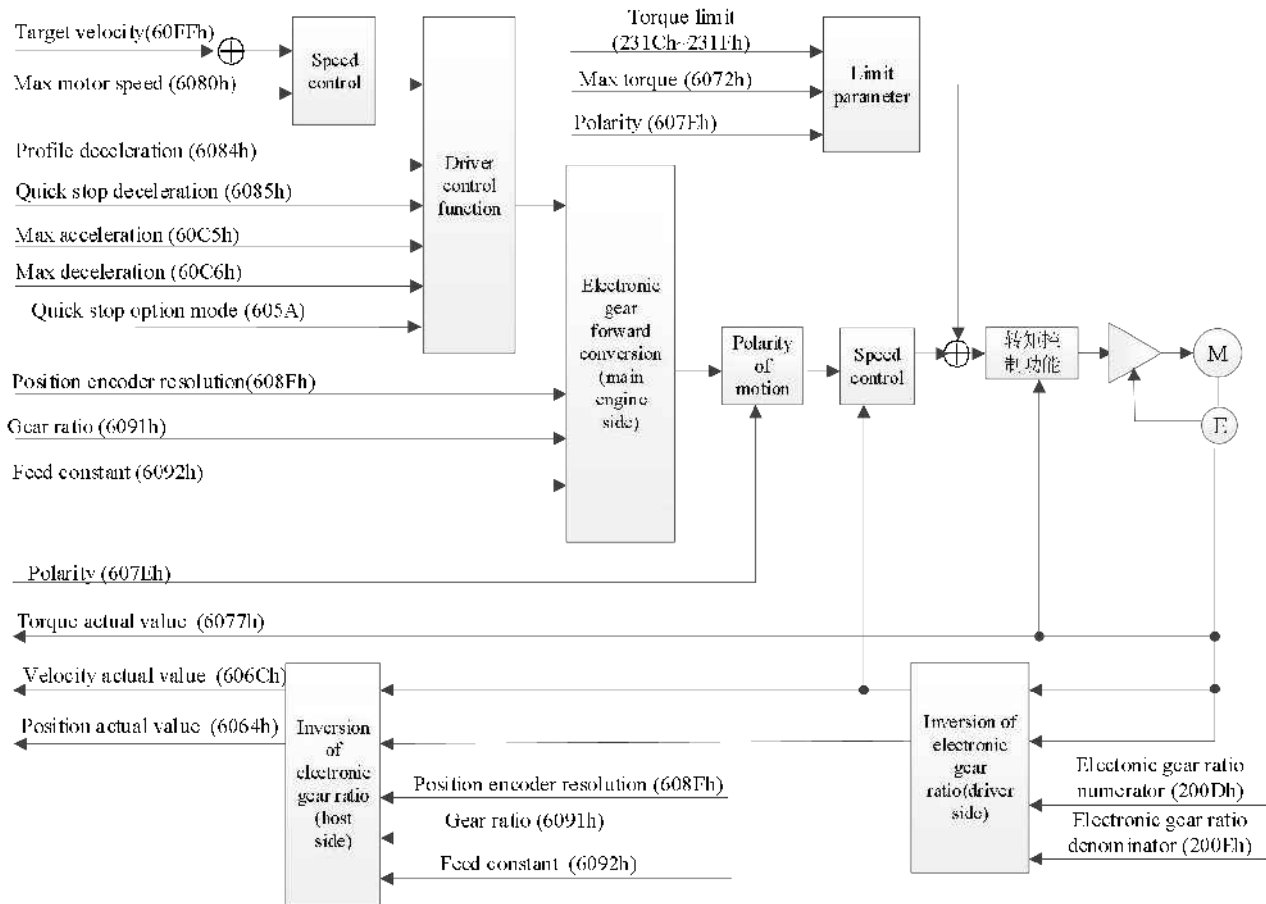 Target velocity(60FFh)
Max motor speed (6080h)
Speed
control
Profile deceleration (6084h)
Quick stop deceleration (6085h)
Max acceleration (60C5h)
Max deceleration (60C6h)
Quick stop option mode (605A)
Driver
control
function
Torque limit
(231Ch~231Fh)
Max torque (6072h)
Polarity (607Eh)
Limit
parameter
Position encoder resolution(608Fh)
Gear ratio (6091h)
Feed constant (6092h)
Electronic
gear
forward
conversion
(main
engine
side)
Polarity
of
motion
Speed
control
转矩控
制功能
M
E
Polarity (607Eh)
Torque actual value (6077h)
Velocity actual value (606Ch)
Position actual value (6064h)
Inversion
of
electronic
gear ratio
(host
side)
Position encoder resolution (608Fh)
Gear ratio (6091h)
Feed constant (6092h)
Inversion of
electronic
gear
ratio(driver
side)
Electonic gear ratio
numerator (200Dh)
Electronic gear ratio
denominator (200Eh)